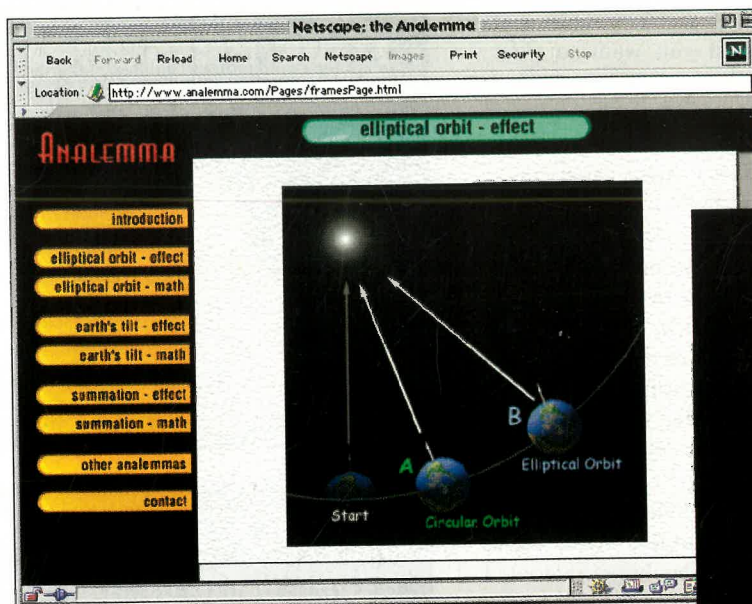 Netscape: the Analemma
Back Forward Reload Home Search Netscape Images Print Security Stop
N
Location: http://www.analemma.com/Pages/framesPage.html
elliptical orbit - effect
ANALEMMA
introduction
elliptical orbit - effect
elliptical orbit - math
earth's tilt - effect
earth's tilt - math
summation - effect
summation - math
other analemmas
contact
B
Elliptical Orbit
A
Start
Circular Orbit